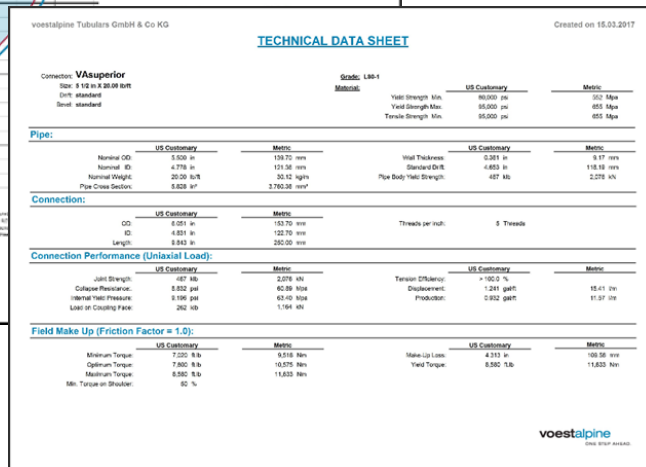 voestalpine Tubulars GmbH & Co KG Created on 15.03.2017
TECHNICAL DATA SHEET
Connection: VAsuperior Grade: L80-1
Size: 5 1/2 in X 20.00 lb/ft Material: US Customary Metric
Drift: standard Yield Strength Min. 80,000 psi 552 Mpa
Bevel: standard Yield Strength Max. 95,000 psi 655 Mpa
Tensile Strength Min. 95,000 psi 655 Mpa
Pipe:
US Customary Metric
Nominal OD: 5.500 in 139.70 mm Wall Thickness: 0.361 in 9.17 mm
Nominal ID: 4.778 in 121.36 mm Standard Drift: 4.653 in 118.19 mm
Nominal Weight: 20.00 lb/ft 30.12 kg/m Pipe Body Yield Strength: 467 klb 2,078 kN
Pipe Cross Section: 5.828 in² 3,760.36 mm²
Connection:
US Customary Metric
OD: 6.051 in 153.70 mm Threads per Inch: 5 Threads
ID: 4.831 in 122.70 mm
Length: 9.843 in 250.00 mm
Connection Performance (Uniaxial Load):
US Customary Metric US Customary Metric
Joint Strength: 467 klb 2,078 kN Tension Efficiency: > 100.0 %
Collapse Resistance: 8,832 psi 60.89 Mpa Displacement: 1.241 gal/ft 15.41 l/m
Internal Yield Pressure: 9,196 psi 63.40 Mpa Production: 0.932 gal/ft 11.57 l/m
Load on Coupling Face: 262 klb 1,164 kN
Field Make Up (Friction Factor = 1.0):
US Customary Metric US Customary Metric
Minimum Torque: 7,020 ft.lb 9,518 Nm Make-Up Loss: 4.313 in 109.56 mm
Optimum Torque: 7,800 ft.lb 10,575 Nm Yield Torque: 8,580 ft.lb 11,633 Nm
Maximum Torque: 8,580 ft.lb 11,633 Nm
Min. Torque on Shoulder: 60 %
voestalpine
ONE STEP AHEAD.